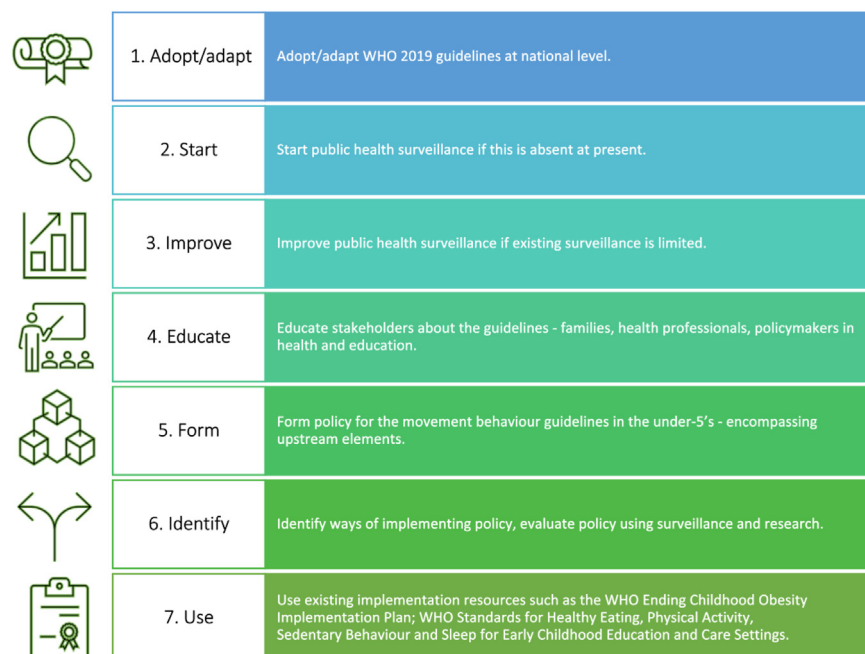 1. Adopt/adapt
Adopt/adapt WHO 2019 guidelines at national level.
2. Start
Start public health surveillance if this is absent at present.
3. Improve
Improve public health surveillance if existing surveillance is limited.
4. Educate
Educate stakeholders about the guidelines - families, health professionals, policymakers in
health and education.
5. Form
Form policy for the movement behaviour guidelines in the under-5's - encompassing
upstream elements.
6. Identify
Identify ways of implementing policy, evaluate policy using surveillance and research.
7. Use
Use existing implementation resources such as the WHO Ending Childhood Obesity
Implementation Plan; WHO Standards for Healthy Eating, Physical Activity,
Sedentary Behaviour and Sleep for Early Childhood Education and Care Settings.